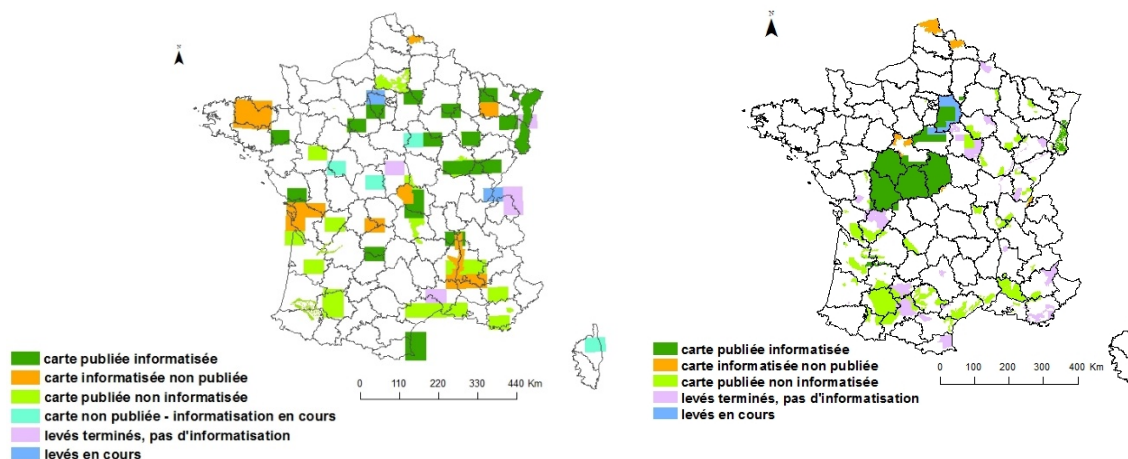 N
carte publiée informatisée
carte informatisée non publiée
carte publiée non informatisée
carte non publiée - informatisation en cours
levés terminés, pas d'informatisation
levés en cours
0 110 220 330 440 Km
N
carte publiée informatisée
carte informatisée non publiée
carte publiée non informatisée
levés terminés, pas d'informatisation
levés en cours
0 100 200 300 400 Km